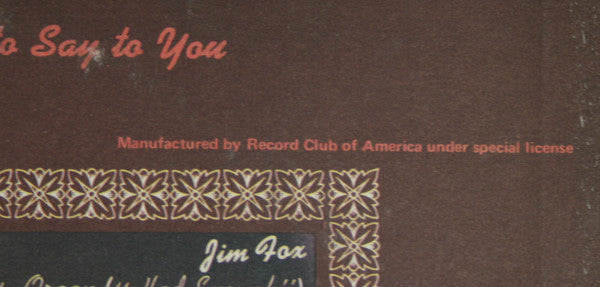 to Say to You
Manufactured by Record Club of America under special license
Jim Fox